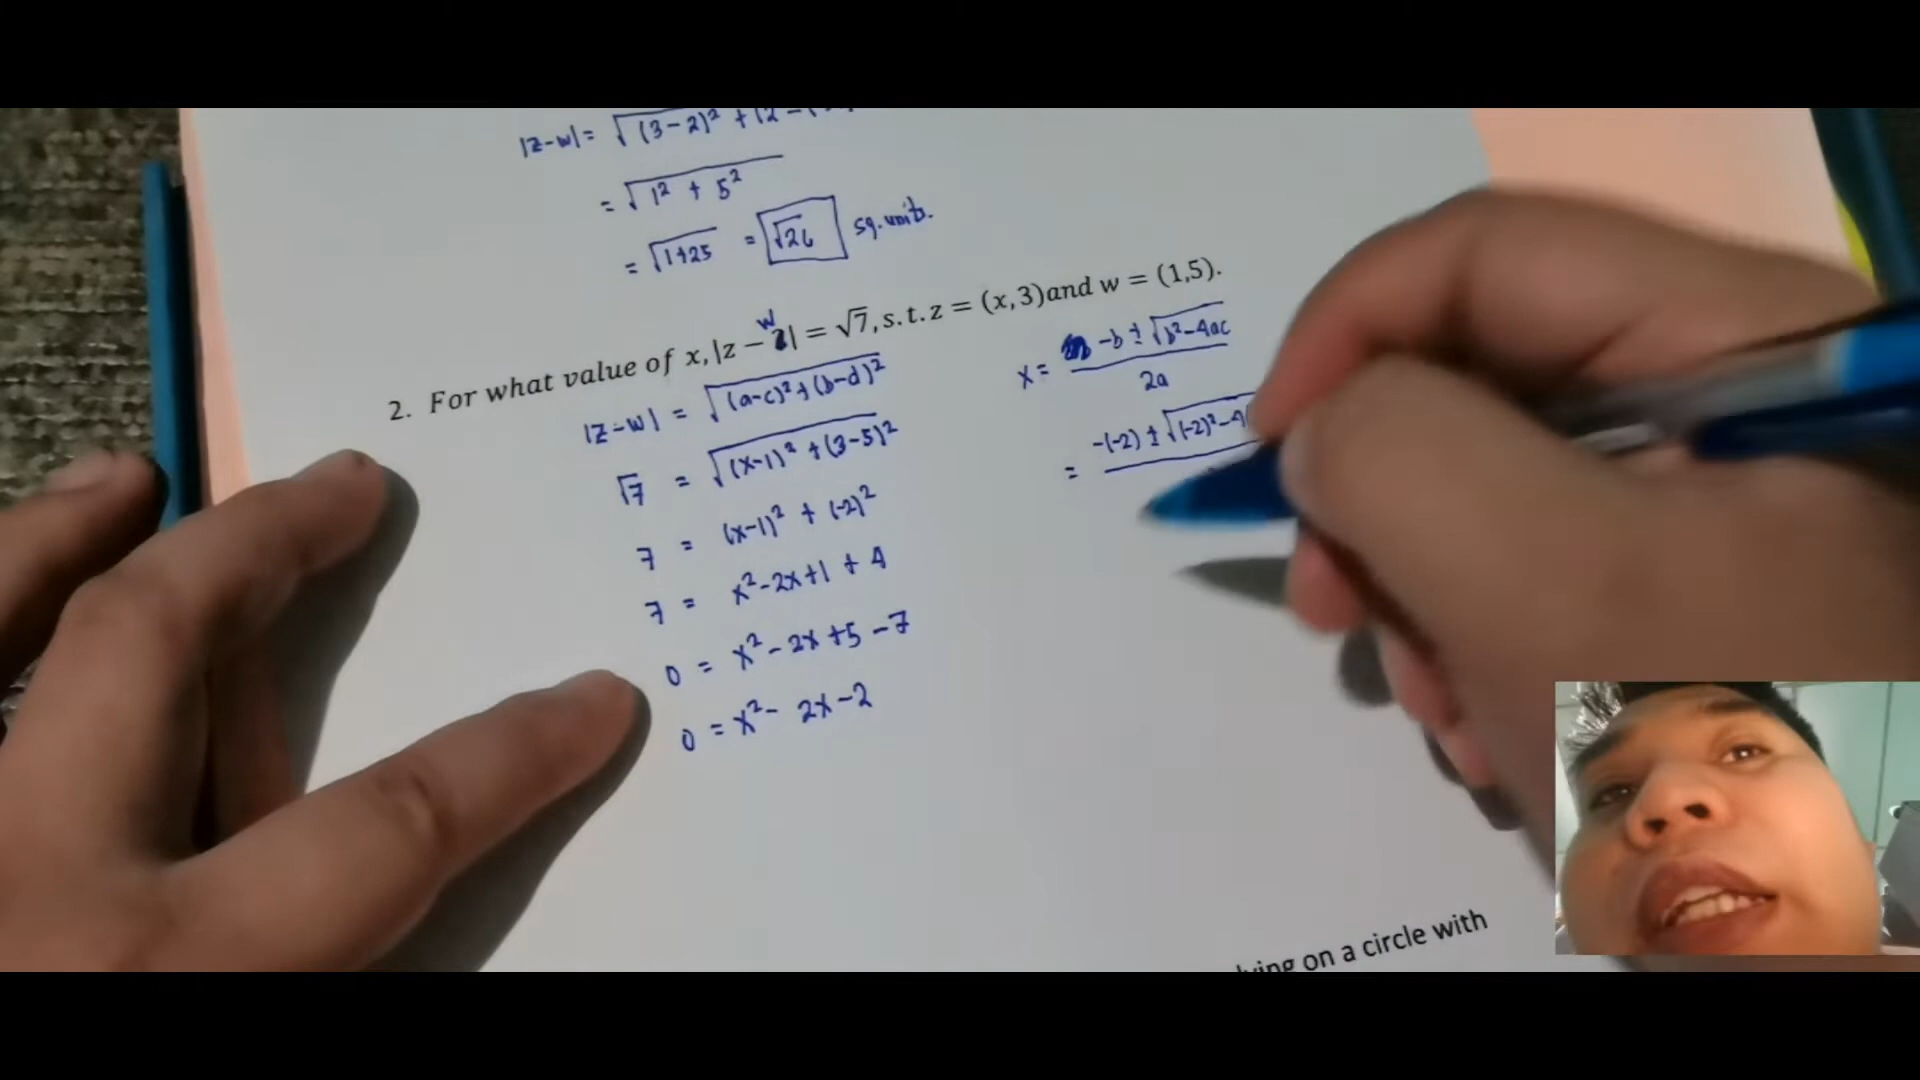 |z-w| = √(3-2)² + (2-
= √1² + 5²
= √1+25 = √26 sq. units.
2. For what value of x, |z - w| = √7, s.t. z = (x, 3) and w = (1,5).
|z-w| = √(a-c)² + (b-d)²
√7 = √(x-1)² + (3-5)²
7 = (x-1)² + (-2)²
7 = x²-2x+1 + 4
0 = x² - 2x +5 -7
0 = x² - 2x -2
x = -b ± √b²-4ac
2a
= -(-2) ± √(-2)²-4
on a circle with